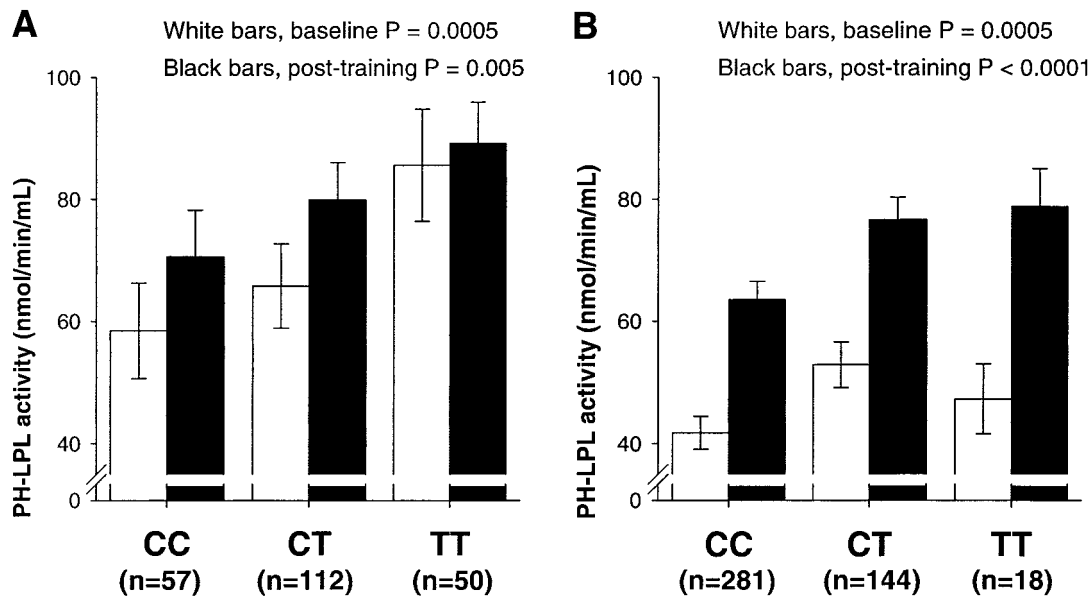 A
White bars, baseline P = 0.0005
Black bars, post-training P = 0.005
PH-LPL activity (nmol/min/mL)
100
80
60
40
0
CC
CT
TT
(n=57)
(n=112)
(n=50)
B
White bars, baseline P = 0.0005
Black bars, post-training P < 0.0001
PH-LPL activity (nmol/min/mL)
100
80
60
40
0
CC
CT
TT
(n=281)
(n=144)
(n=18)